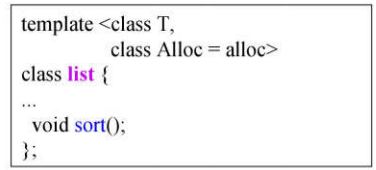 template <class T,
class Alloc = alloc>
class list {
...
void sort();
};